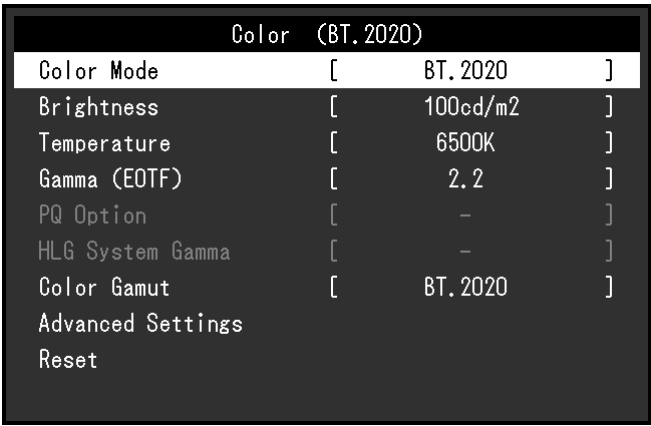 Color (BT.2020)
Color Mode [ BT.2020 ]
Brightness [ 100cd/m2 ]
Temperature [ 6500K ]
Gamma (EOTF) [ 2.2 ]
PQ Option [ - ]
HLG System Gamma [ - ]
Color Gamut [ BT.2020 ]
Advanced Settings
Reset